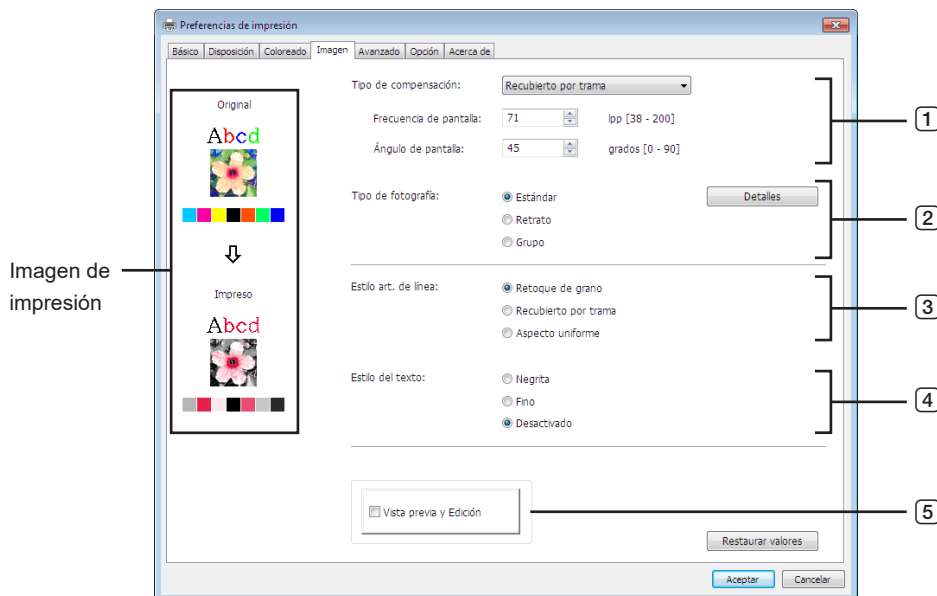 Preferencias de impresión
Básico Disposición Coloreado Imagen Avanzado Opción Acerca de
Imagen de
impresión
Original
Abcd
Impreso
Abcd
Tipo de compensación: Recubierto por trama
Frecuencia de pantalla: 71 lpp [38 - 200]
Ángulo de pantalla: 45 grados [0 - 90]
1
Tipo de fotografía: Estándar Detalles
Retrato
Grupo
2
Estilo art. de línea: Retoque de grano
Recubierto por trama
Aspecto uniforme
3
Estilo del texto: Negrita
Fino
Desactivado
4
Vista previa y Edición
5
Restaurar valores
Aceptar Cancelar